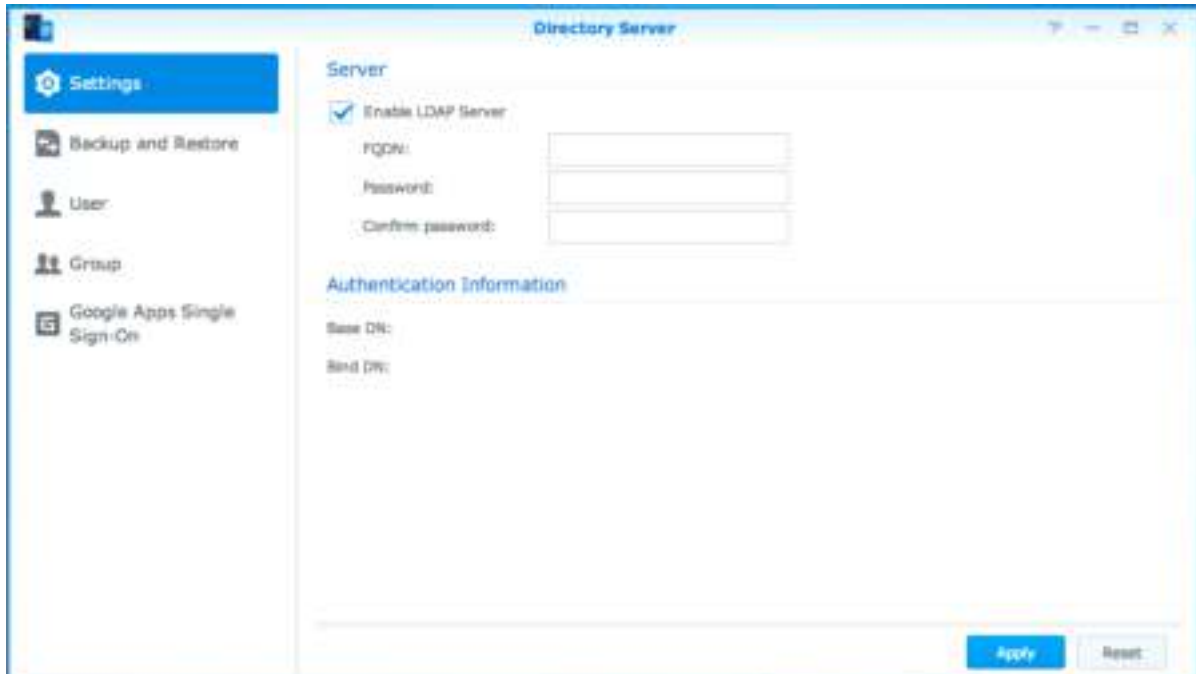 Directory Server
Settings
Backup and Restore
User
Group
Google Apps Single
Sign-On
Server
Enable LDAP Server
FQDN:
Password:
Confirm password:
Authentication Information
Base DN:
Bind DN:
Apply
Reset